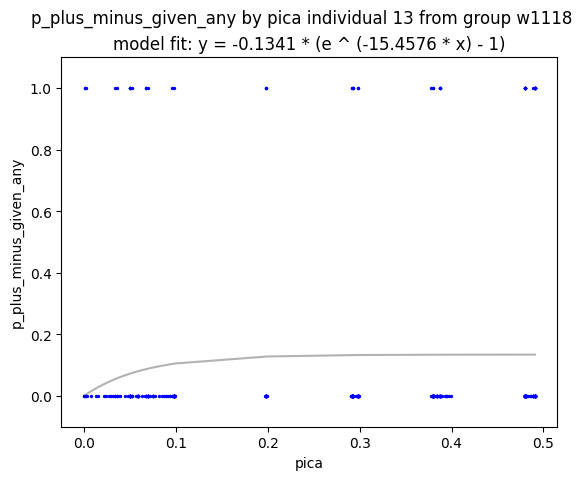 p_plus_minus_given_any by pica individual 13 from group w1118
model fit: y = -0.1341 * (e ^ (-15.4576 * x) - 1)
1.0
0.8
0.6
0.4
0.2
0.0
p_plus_minus_given_any
0.0 0.1 0.2 0.3 0.4 0.5
pica